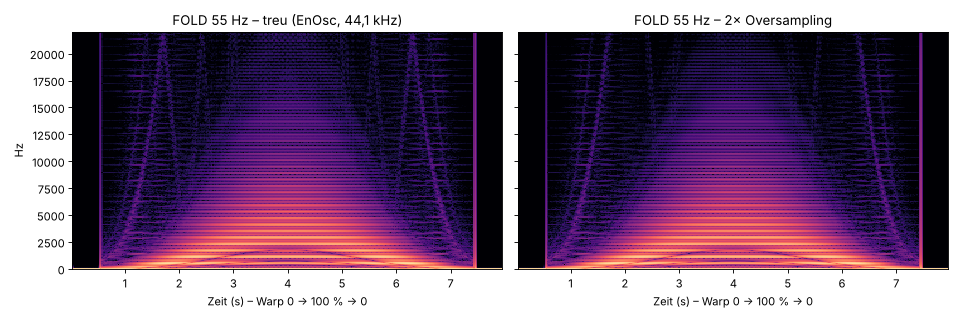 FOLD 55 Hz – treu (EnOsc, 44,1 kHz)
FOLD 55 Hz – 2× Oversampling
Hz
20000
17500
15000
12500
10000
7500
5000
2500
0
1 2 3 4 5 6 7
1 2 3 4 5 6 7
Zeit (s) – Warp 0 → 100 % → 0
Zeit (s) – Warp 0 → 100 % → 0